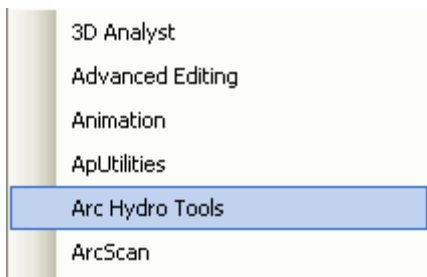 3D Analyst
Advanced Editing
Animation
ApUtilities
Arc Hydro Tools
ArcScan